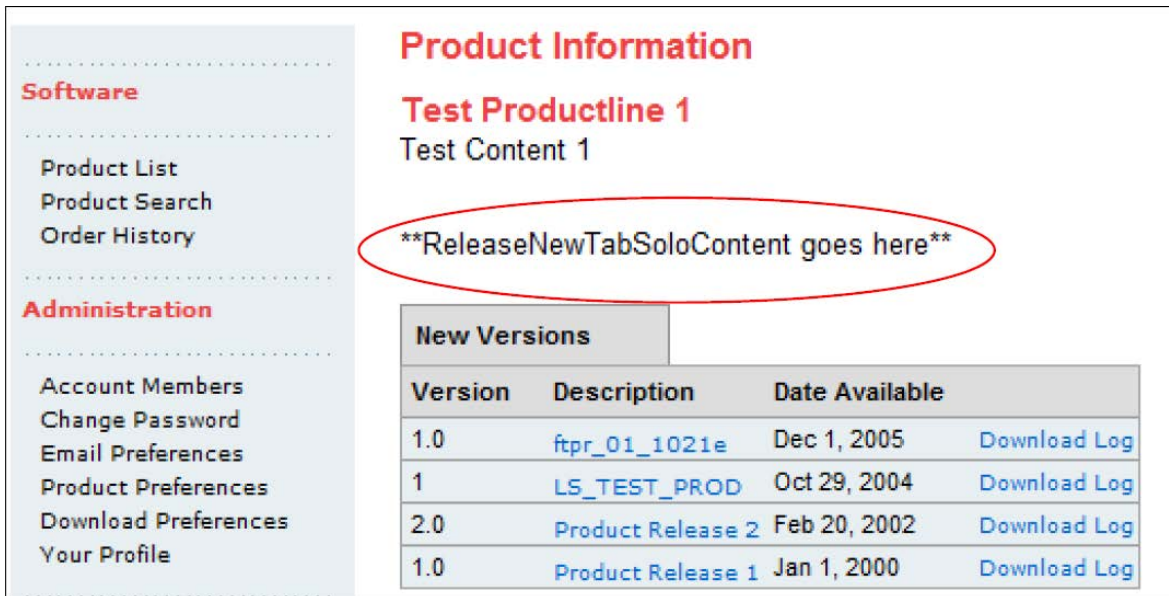 Software
Product List
Product Search
Order History
Administration
Account Members
Change Password
Email Preferences
Product Preferences
Download Preferences
Your Profile
Product Information
Test Productline 1
Test Content 1
**ReleaseNewTabSoloContent goes here**
New Versions
Version Description Date Available
1.0 ftpr_01_1021e Dec 1, 2005 Download Log
1 LS_TEST_PROD Oct 29, 2004 Download Log
2.0 Product Release 2 Feb 20, 2002 Download Log
1.0 Product Release 1 Jan 1, 2000 Download Log